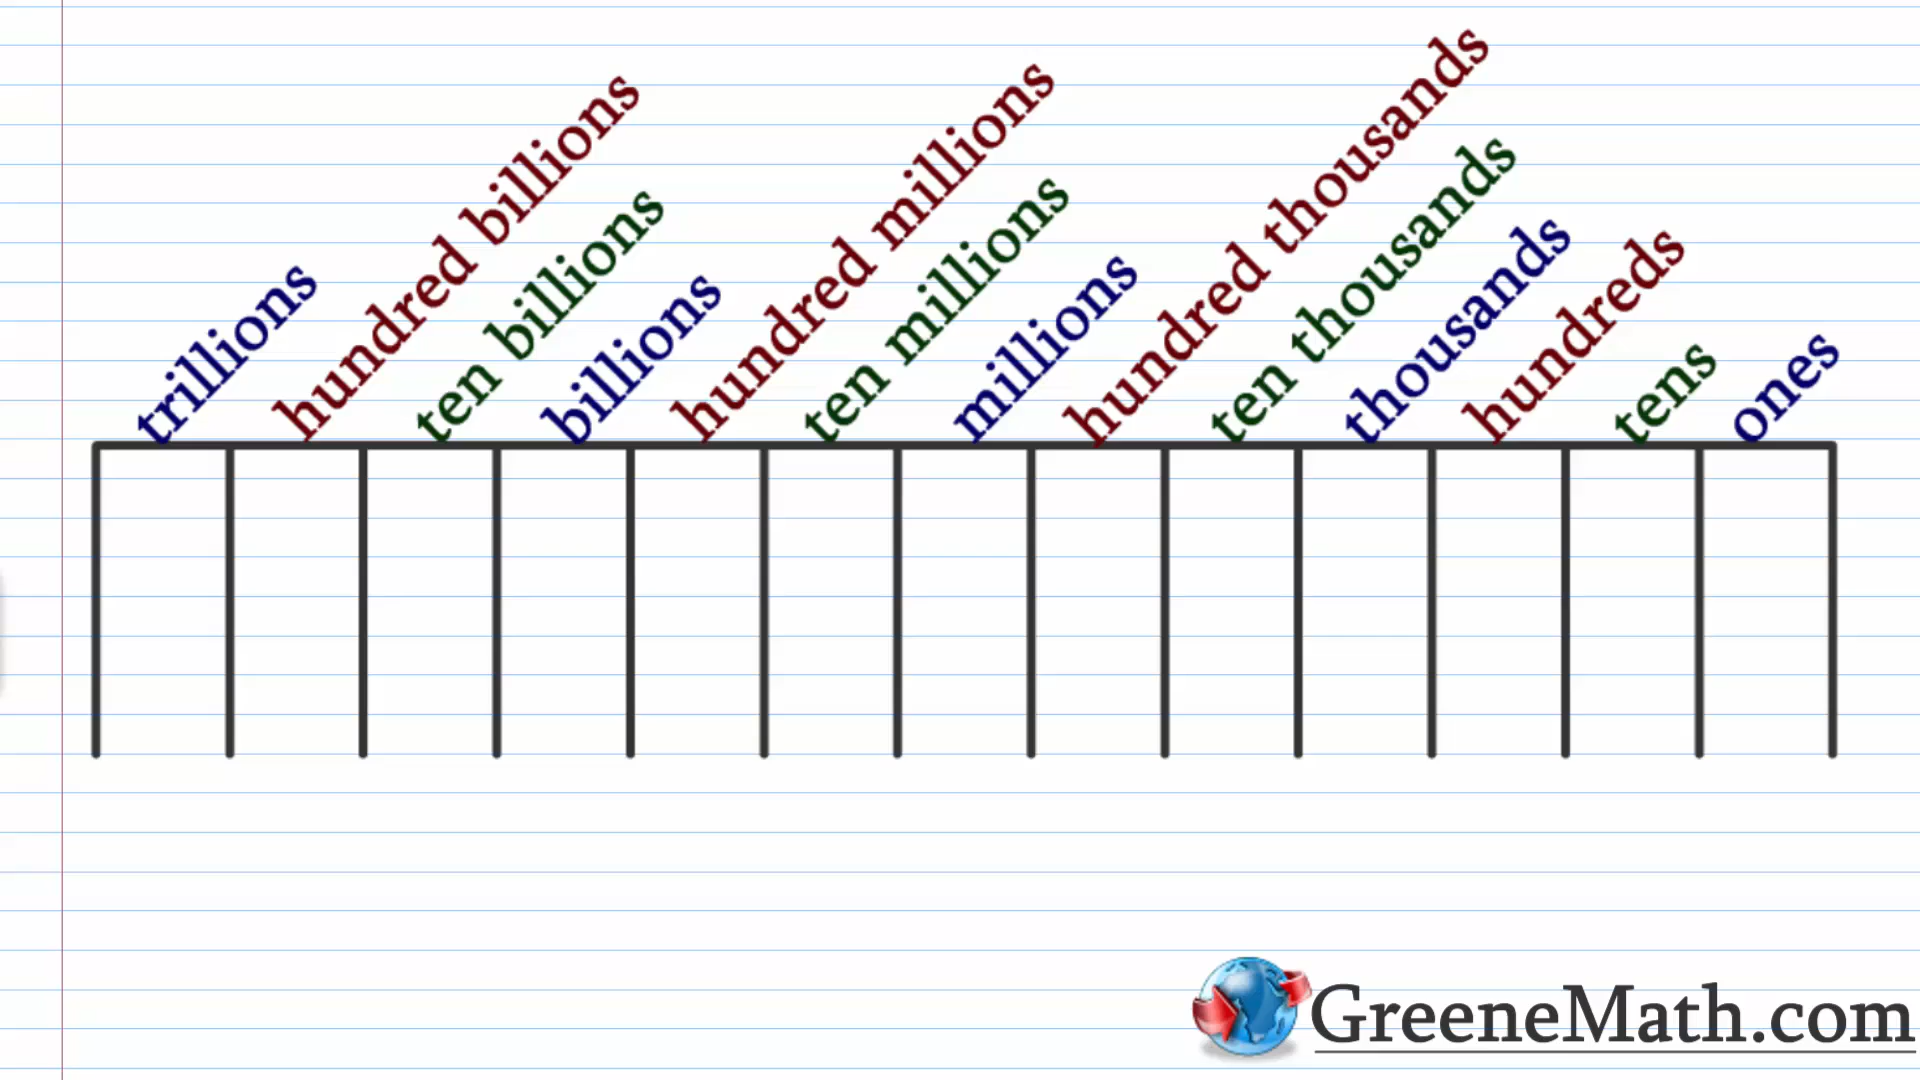 trillions
hundred billions
ten billions
billions
hundred millions
ten millions
millions
hundred thousands
ten thousands
thousands
hundreds
tens
ones
GreeneMath.com